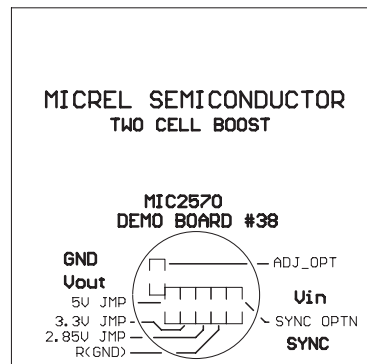 MICREL SEMICONDUCTOR
TWO CELL BOOST
MIC2570
DEMO BOARD #38
GND
ADJ_OPT
Vout
5V JMP
Vin
3.3V JMP
SYNC OPTN
2.85V JMP
SYNC
R(GND)